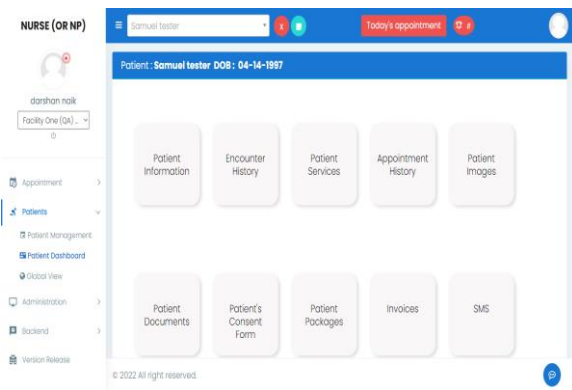 NURSE (OR NP)
darshan naik
Facility One (QA) ..
Appointment
Patients
Patient Management
Patient Dashboard
Global View
Administration
Backend
Version Release
Samuel tester
x
Today's appointment
Patient : Samuel tester DOB : 04-14-1997
Patient
Information
Encounter
History
Patient
Services
Appointment
History
Patient
Images
Patient
Documents
Patient's
Consent
Form
Patient
Packages
Invoices
SMS
© 2022 All right reserved.